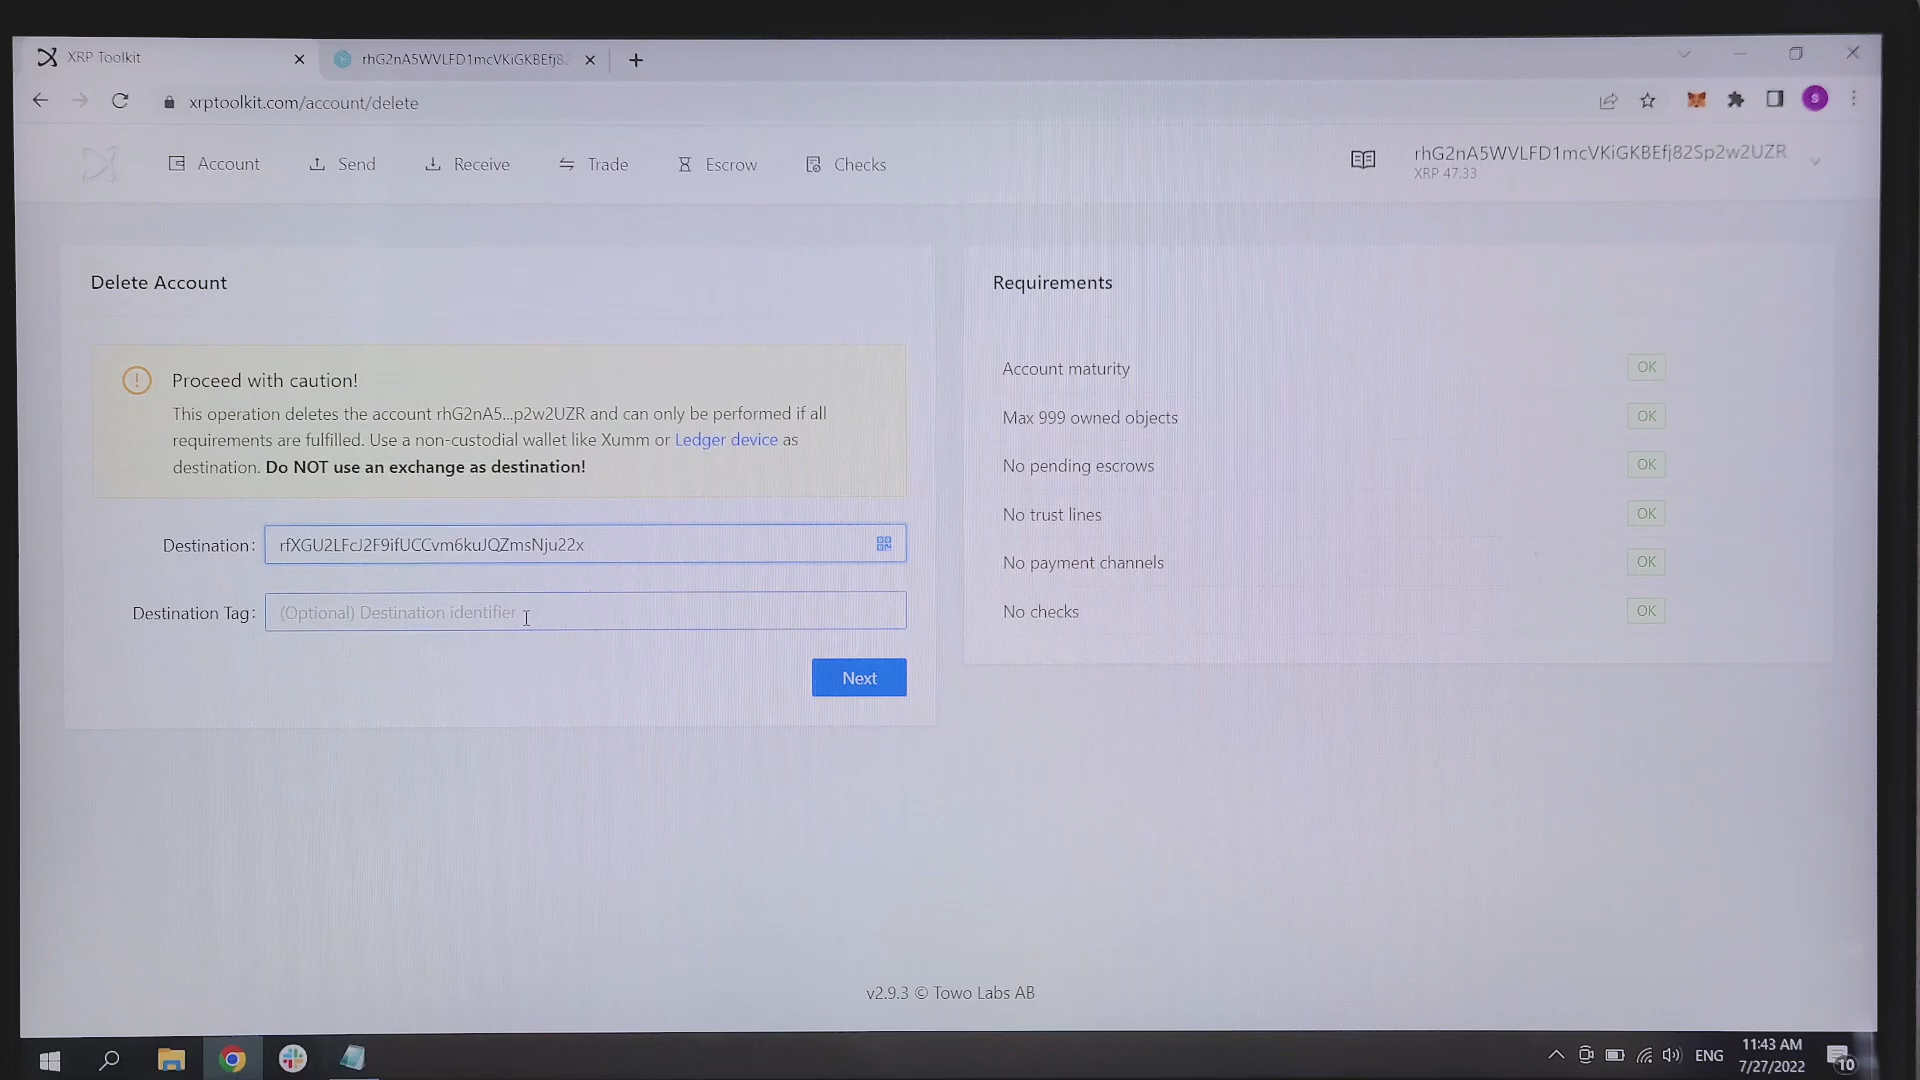 XRP Toolkit
rhG2nA5WVLFD1mcVKiGKBEfj82
xrptoolkit.com/account/delete
S
Account
Send
Receive
Trade
Escrow
Checks
rhG2nA5WVLFD1mcVKiGKBEfj82Sp2w2UZR
XRP 47.33
Delete Account
Proceed with caution!
This operation deletes the account rhG2nA5...p2w2UZR and can only be performed if all
requirements are fulfilled. Use a non-custodial wallet like Xumm or Ledger device as
destination. Do NOT use an exchange as destination!
Destination: rfXGU2LFcJ2F9ifUCCvm6kuJQZmsNju22x
Destination Tag: (Optional) Destination identifier
Next
Requirements
Account maturity OK
Max 999 owned objects OK
No pending escrows OK
No trust lines OK
No payment channels OK
No checks OK
v2.9.3 © Towo Labs AB
ENG
11:43 AM
7/27/2022
10